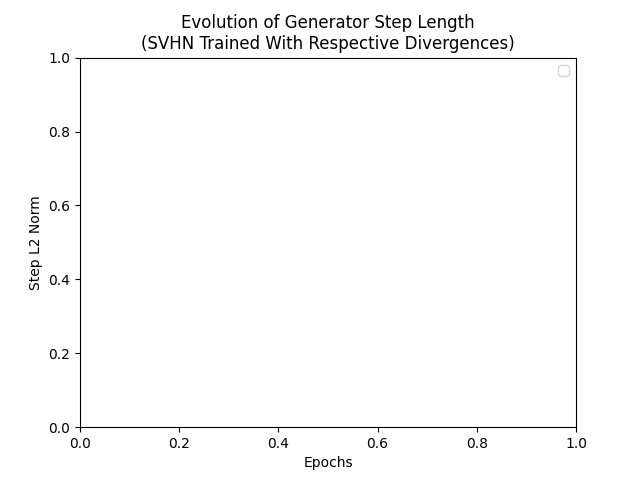 Evolution of Generator Step Length
(SVHN Trained With Respective Divergences)
1.0
0.8
0.6
0.4
0.2
0.0
Step L2 Norm
0.0 0.2 0.4 0.6 0.8 1.0
Epochs